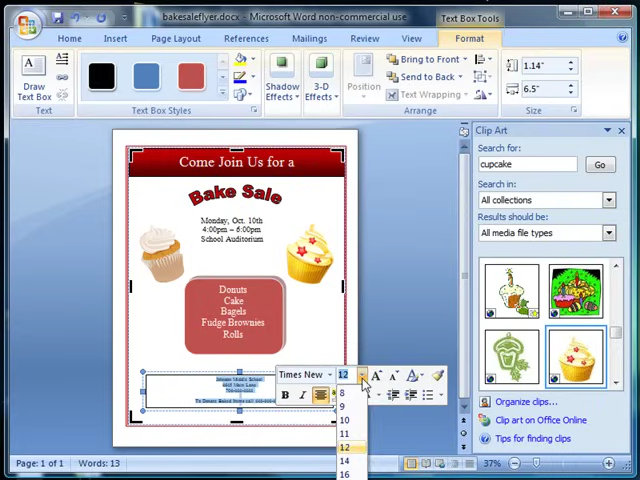 bakesaleflyer.docx - Microsoft Word non-commercial use
Text Box Tools
Home
Insert
Page Layout
References
Mailings
Review
View
Format
Draw
Text Box
Text
Text Box Styles
Shadow
Effects
3-D
Effects
Bring to Front
Send to Back
Text Wrapping
Arrange
1.14"
6.5"
Size
Come Join Us for a
Bake Sale
Monday, Oct. 10th
4:00pm – 6:00pm
School Auditorium
Donuts
Cake
Bagels
Fudge Brownies
Rolls
Times New
12
A
A
A
B
I
8
9
10
11
12
14
16
Clip Art
Search for:
cupcake
Go
Search in:
All collections
Results should be:
All media file types
Organize clips...
Clip art on Office Online
Tips for finding clips
Page: 1 of 1
Words: 13
37%